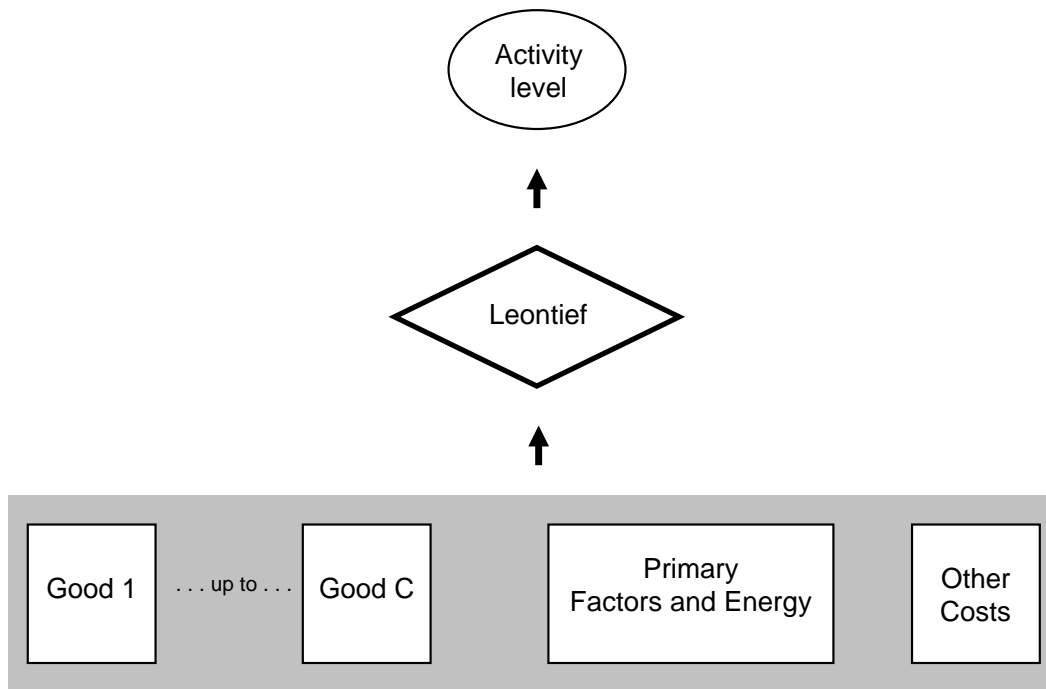 Activity
level
Leontief
Good 1
. . . up to . . .
Good C
Primary
Factors and Energy
Other
Costs